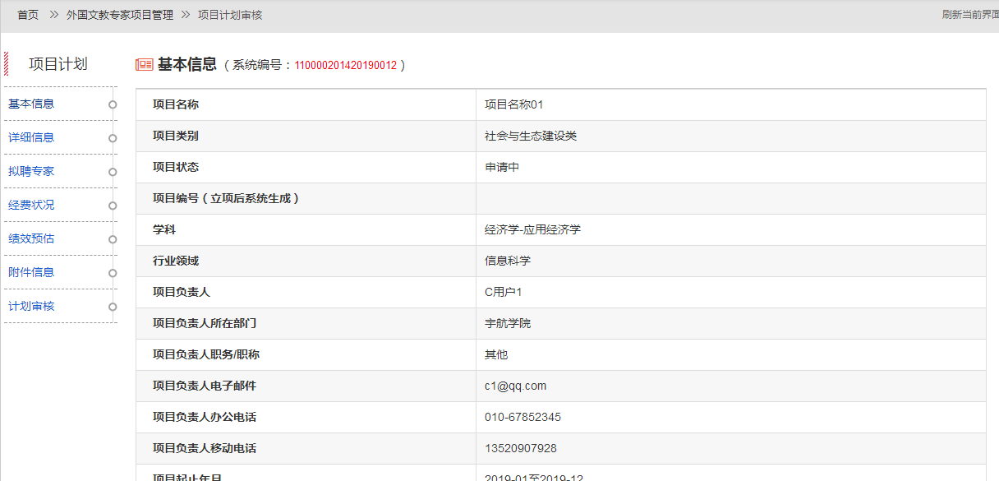 首页 >> 外国文教专家项目管理 >> 项目计划审核 刷新当前界面
项目计划
基本信息
详细信息
拟聘专家
经费状况
绩效预估
附件信息
计划审核
基本信息 ( 系统编号：110000201420190012 )
项目名称 项目名称01
项目类别 社会与生态建设类
项目状态 申请中
项目编号 ( 立项后系统生成 )
学科 经济学-应用经济学
行业领域 信息科学
项目负责人 C用户1
项目负责人所在部门 宇航学院
项目负责人职务/职称 其他
项目负责人电子邮件 c1@qq.com
项目负责人办公电话 010-67852345
项目负责人移动电话 13520907928
项目起止年月 2019-01至2019-12